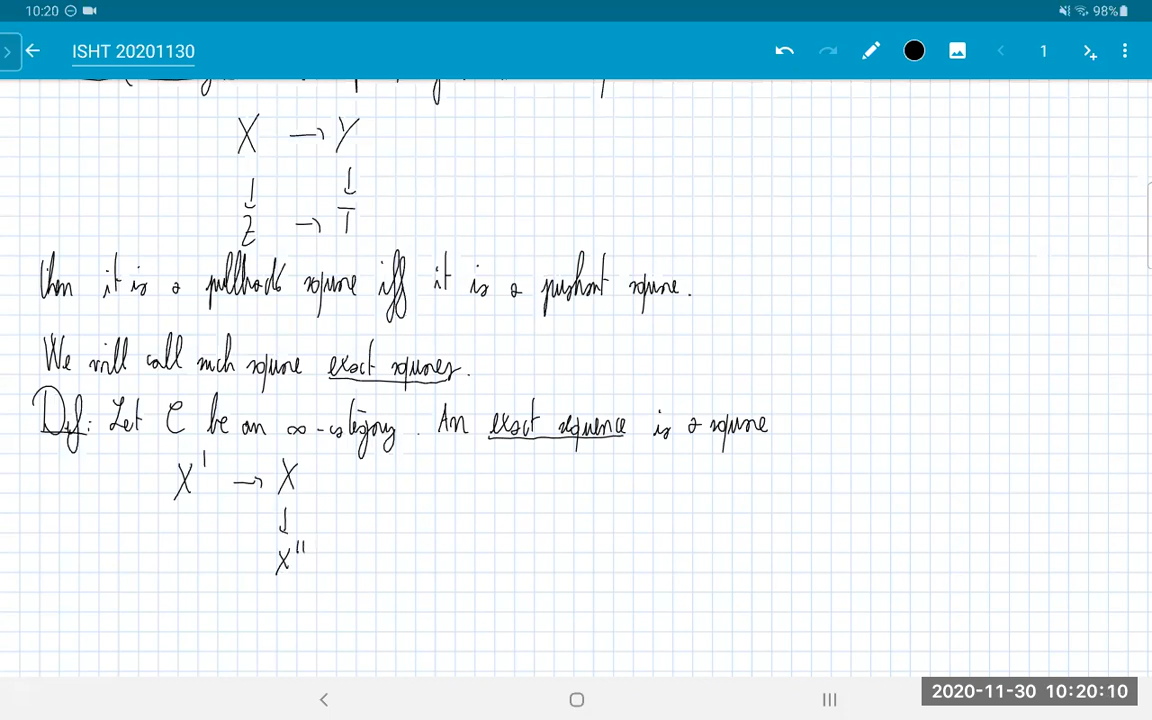 10:20
98%
ISHT 20201130
1
X → Y
↓ ↓
Z → T
then it is a pullback square iff it is a pushout square.
We will call such square exact squares.
Def: Let C be an ∞-category. An exact sequence is a square
X' → X
↓
X''
2020-11-30 10:20:10